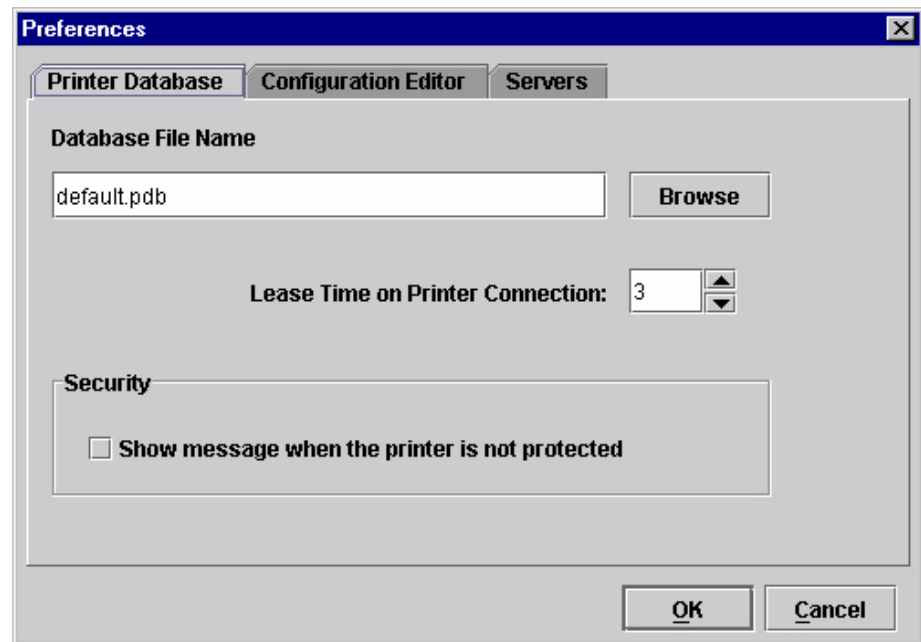 Preferences
Printer Database Configuration Editor Servers
Database File Name
default.pdb Browse
Lease Time on Printer Connection: 3
Security
Show message when the printer is not protected
OK Cancel